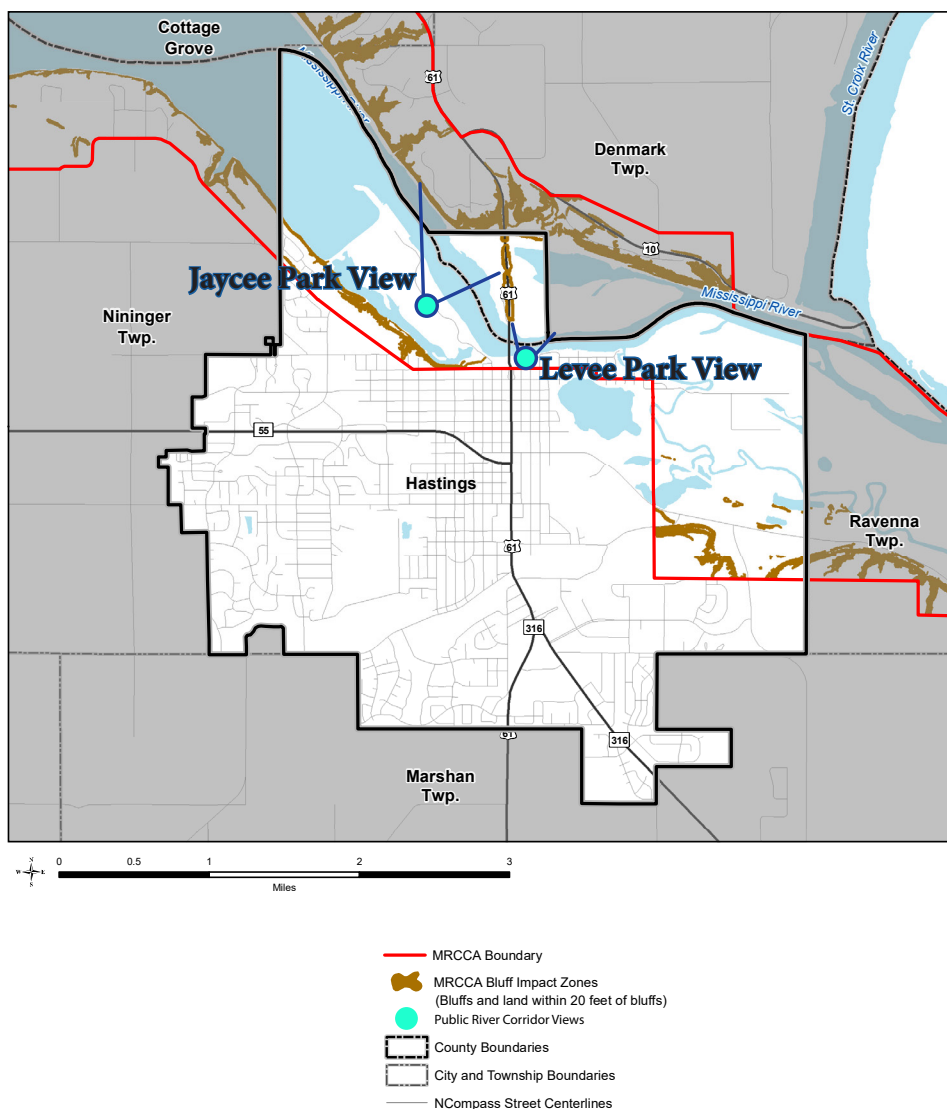 Cottage
Grove
Mississippi River
61
St. Croix River
Denmark
Twp.
10
Jaycee Park View
61
Mississippi River
Nininger
Twp.
Levee Park View
55
Hastings
61
Ravenna
Twp.
316
61
316
Marshan
Twp.
N
W E
S
0 0.5 1 2 3
Miles
MRCCA Boundary
MRCCA Bluff Impact Zones
(Bluffs and land within 20 feet of bluffs)
Public River Corridor Views
County Boundaries
City and Township Boundaries
NCompass Street Centerlines